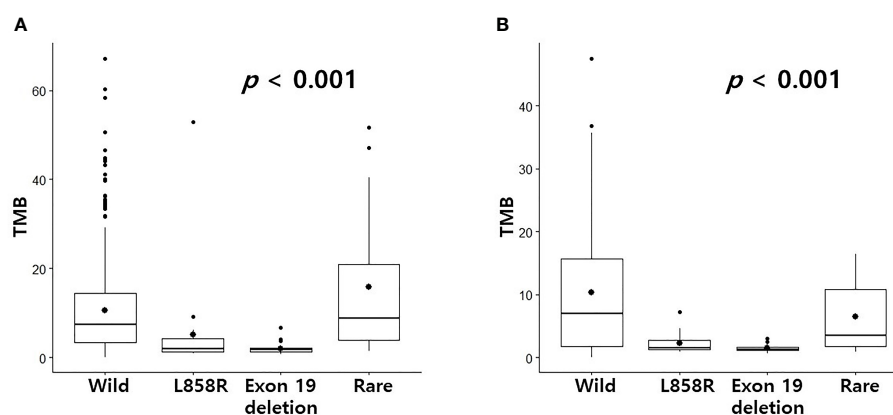 A
B
p < 0.001
p < 0.001
TMB
60
40
20
0
Wild
L858R
Exon 19
deletion
Rare
TMB
40
30
20
10
0
Wild
L858R
Exon 19
deletion
Rare